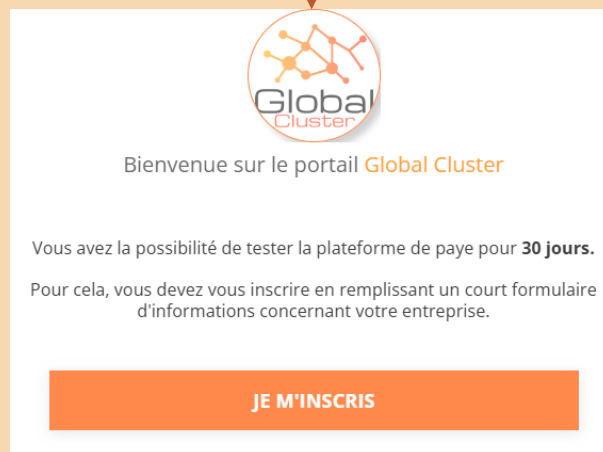 Global
Cluster
Bienvenue sur le portail Global Cluster
Vous avez la possibilité de tester la plateforme de paye pour 30 jours.
Pour cela, vous devez vous inscrire en remplissant un court formulaire
d'informations concernant votre entreprise.
JE M'INSCRIS